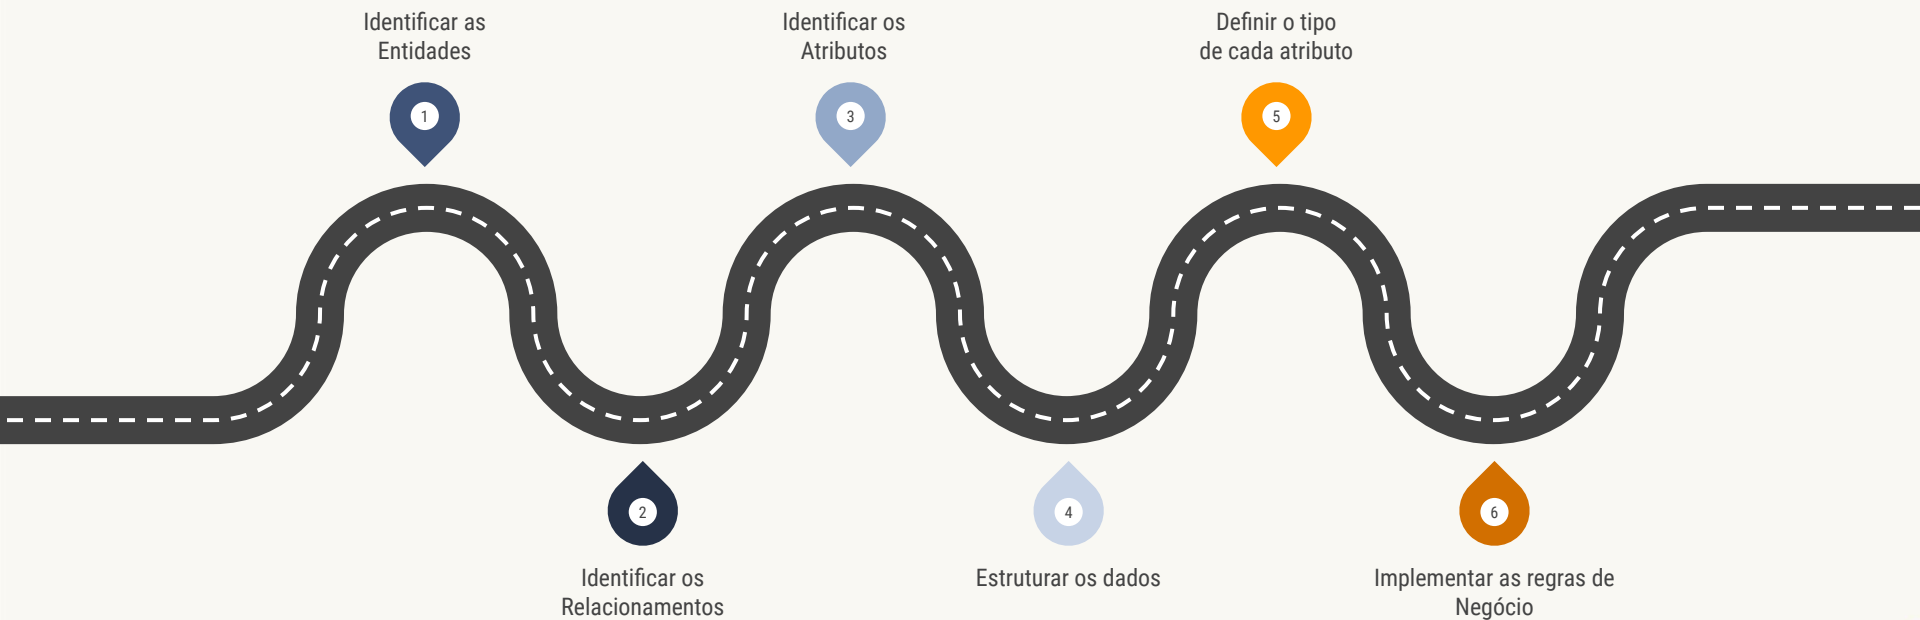 Identificar as
Entidades
1
2
Identificar os
Relacionamentos
Identificar os
Atributos
3
4
Estruturar os dados
Definir o tipo
de cada atributo
5
6
Implementar as regras de
Negócio